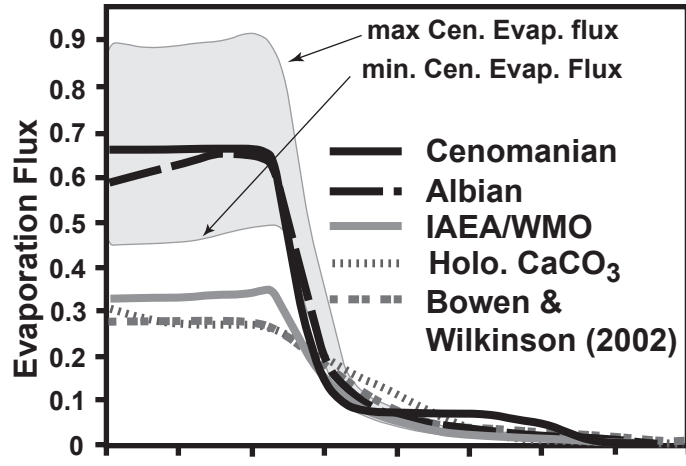 max Cen. Evap. flux
min. Cen. Evap. Flux
Evaporation Flux
0.9
0.8
0.7
0.6
0.5
0.4
0.3
0.2
0.1
0
Cenomanian
Albian
IAEA/WMO
Holo. CaCO₃
Bowen &
Wilkinson (2002)